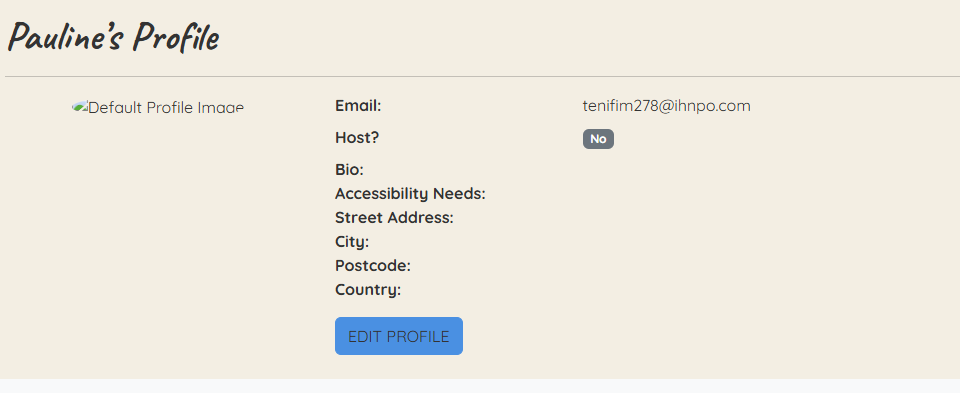 Pauline's Profile
Default Profile Image
Email: tenifim278@ihnpo.com
Host? No
Bio:
Accessibility Needs:
Street Address:
City:
Postcode:
Country:
EDIT PROFILE